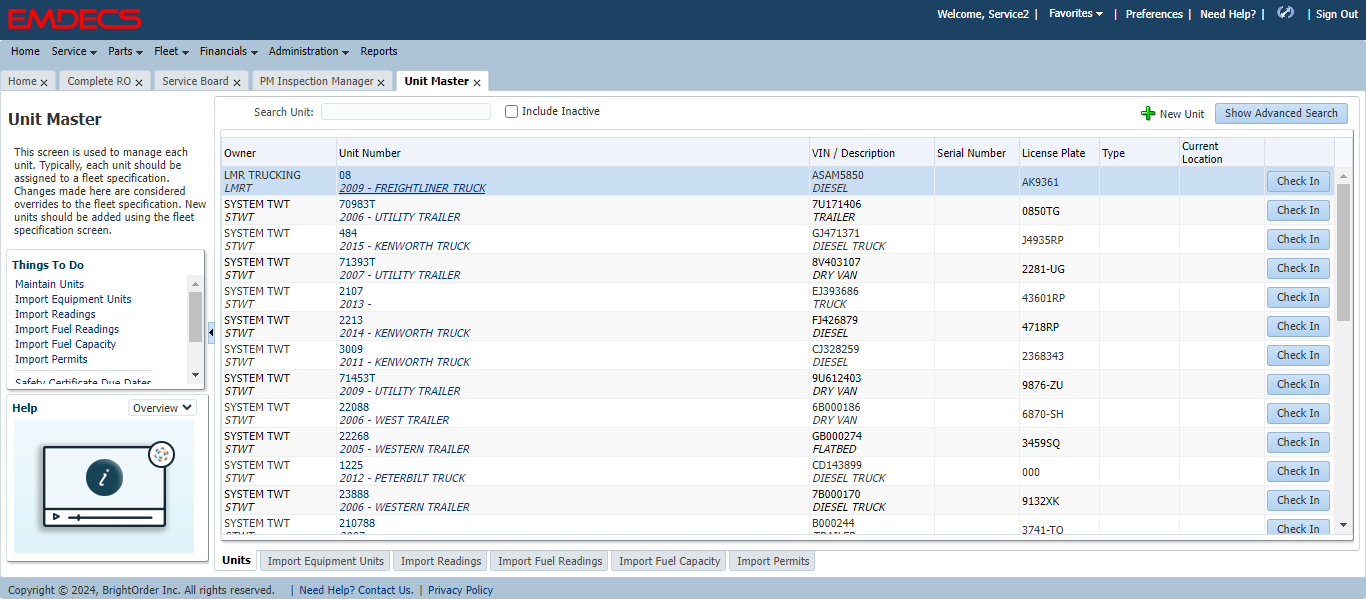 EMDECS
Welcome, Service2 | Favorites | Preferences | Need Help? | | Sign Out
Home Service Parts Fleet Financials Administration Reports
Home x Complete RO x Service Board x PM Inspection Manager x Unit Master x
Unit Master
This screen is used to manage each
unit. Typically, each unit should be
assigned to a fleet specification.
Changes made here are considered
overrides to the fleet specification. New
units should be added using the fleet
specification screen.
Things To Do
Maintain Units
Import Equipment Units
Import Readings
Import Fuel Readings
Import Fuel Capacity
Import Permits
Safety Certificate Due Dates
Help Overview
i
Search Unit: Include Inactive New Unit Show Advanced Search
Owner Unit Number VIN / Description Serial Number License Plate Type Current
Location
LMR TRUCKING 08 ASAM5850
LMRT 2009 - FREIGHTLINER TRUCK DIESEL AK9361 Check In
SYSTEM TWT 70983T 7U171406
STWT 2006 - UTILITY TRAILER TRAILER 0850TG Check In
SYSTEM TWT 484 GJ471371
STWT 2015 - KENWORTH TRUCK DIESEL TRUCK J4935RP Check In
SYSTEM TWT 71393T 8V403107
STWT 2007 - UTILITY TRAILER DRY VAN 2281-UG Check In
SYSTEM TWT 2107 EJ393686
STWT 2013 - TRUCK 43601RP Check In
SYSTEM TWT 2213 FJ426879
STWT 2014 - KENWORTH TRUCK DIESEL 4718RP Check In
SYSTEM TWT 3009 CJ328259
STWT 2011 - KENWORTH TRUCK DIESEL 2368343 Check In
SYSTEM TWT 71453T 9U612403
STWT 2009 - UTILITY TRAILER DRY VAN 9876-ZU Check In
SYSTEM TWT 22088 6B000186
STWT 2006 - WEST TRAILER DRY VAN 6870-SH Check In
SYSTEM TWT 22268 GB000274
STWT 2005 - WESTERN TRAILER FLATBED 3459SQ Check In
SYSTEM TWT 1225 CD143899
STWT 2012 - PETERBILT TRUCK DIESEL TRUCK 000 Check In
SYSTEM TWT 23888 7B000170
STWT 2006 - WESTERN TRAILER DIESEL TRUCK 9132XK Check In
SYSTEM TWT 210788 B000244 3741-TO Check In
Units Import Equipment Units Import Readings Import Fuel Readings Import Fuel Capacity Import Permits
Copyright © 2024, BrightOrder Inc. All rights reserved. | Need Help? Contact Us. | Privacy Policy